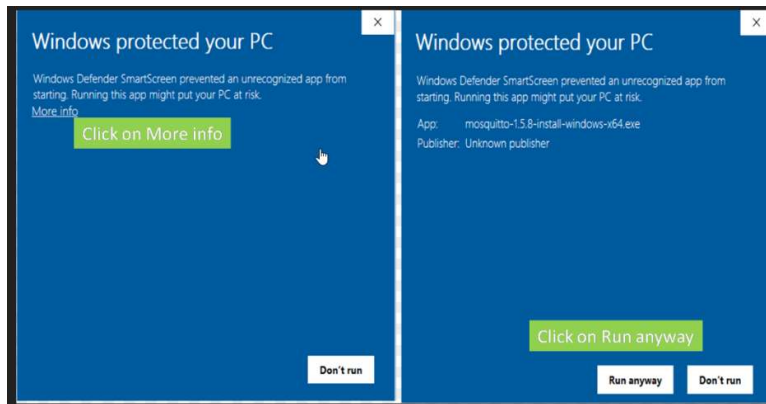 Windows protected your PC
Windows Defender SmartScreen prevented an unrecognized app from
starting. Running this app might put your PC at risk.
More info
Click on More info
Don't run
Windows protected your PC
Windows Defender SmartScreen prevented an unrecognized app from
starting. Running this app might put your PC at risk.
App: mosquitto-1.5.8-install-windows-x64.exe
Publisher: Unknown publisher
Click on Run anyway
Run anyway Don't run